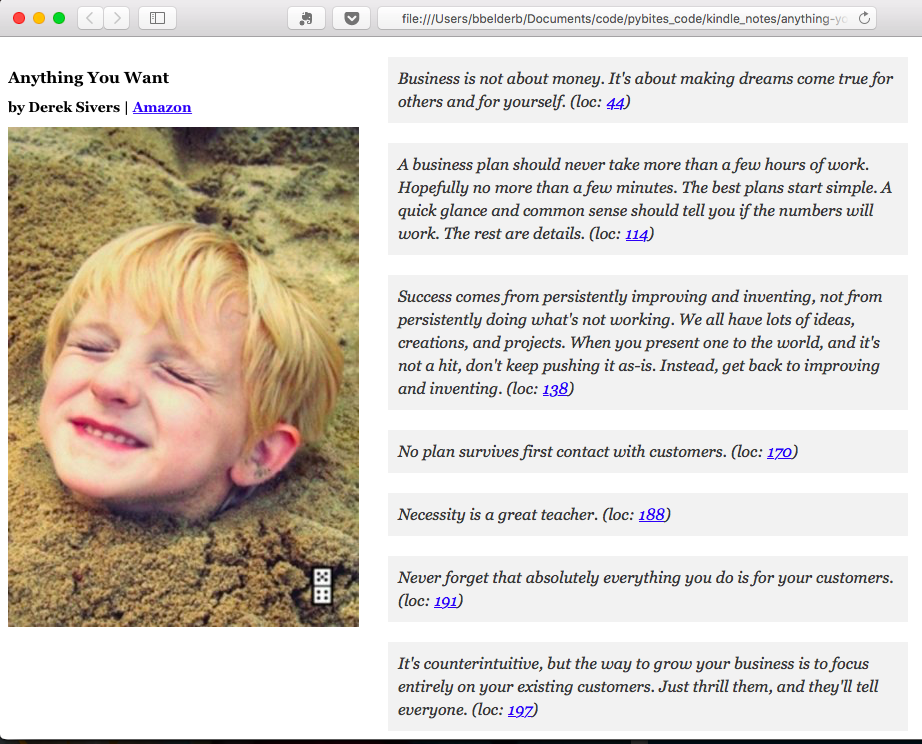 file:///Users/bbelderb/Documents/code/pybites_code/kindle_notes/anything-yo
Anything You Want
by Derek Sivers | Amazon
Business is not about money. It's about making dreams come true for
others and for yourself. (loc: 44)
A business plan should never take more than a few hours of work.
Hopefully no more than a few minutes. The best plans start simple. A
quick glance and common sense should tell you if the numbers will
work. The rest are details. (loc: 114)
Success comes from persistently improving and inventing, not from
persistently doing what's not working. We all have lots of ideas,
creations, and projects. When you present one to the world, and it's
not a hit, don't keep pushing it as-is. Instead, get back to improving
and inventing. (loc: 138)
No plan survives first contact with customers. (loc: 170)
Necessity is a great teacher. (loc: 188)
Never forget that absolutely everything you do is for your customers.
(loc: 191)
It's counterintuitive, but the way to grow your business is to focus
entirely on your existing customers. Just thrill them, and they'll tell
everyone. (loc: 197)